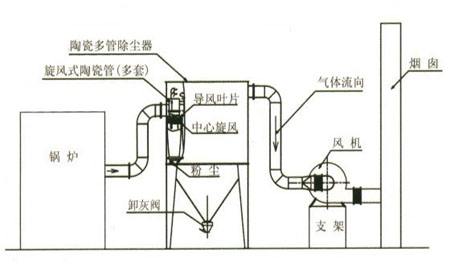 陶瓷多管除尘器
旋风式陶瓷管(多套)
导风叶片
中心旋风
粉尘
卸灰阀
锅炉
气体流向
风机
支架
烟囱